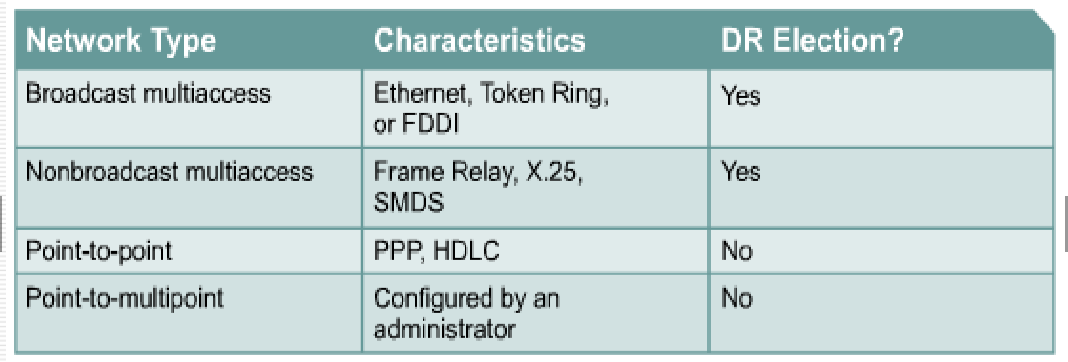 Network Type Characteristics DR Election?
Broadcast multiaccess Ethernet, Token Ring, Yes
or FDDI
Nonbroadcast multiaccess Frame Relay, X.25, Yes
SMDS
Point-to-point PPP, HDLC No
Point-to-multipoint Configured by an No
administrator